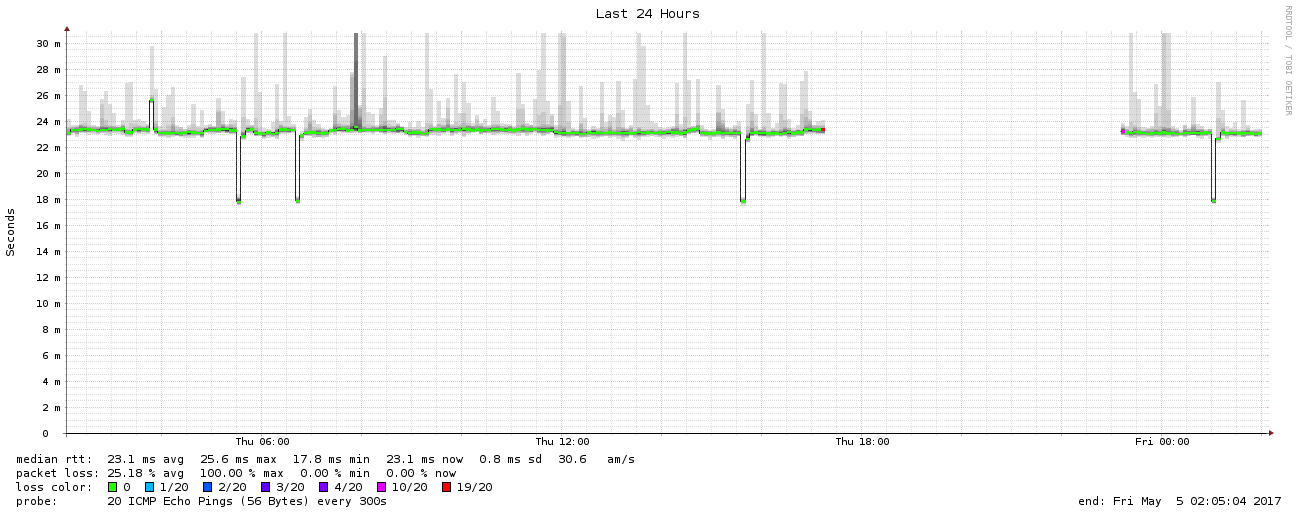 Last 24 Hours
RRDTOOL / TOBI OETIKER
Seconds
30 m
28 m
26 m
24 m
22 m
20 m
18 m
16 m
14 m
12 m
10 m
8 m
6 m
4 m
2 m
0
Thu 06:00 Thu 12:00 Thu 18:00 Fri 00:00
median rtt: 23.1 ms avg 25.6 ms max 17.8 ms min 23.1 ms now 0.8 ms sd 30.6 am/s
packet loss: 25.18 % avg 100.00 % max 0.00 % min 0.00 % now
loss color: 0 1/20 2/20 3/20 4/20 10/20 19/20
probe: 20 ICMP Echo Pings (56 Bytes) every 300s end: Fri May 5 02:05:04 2017